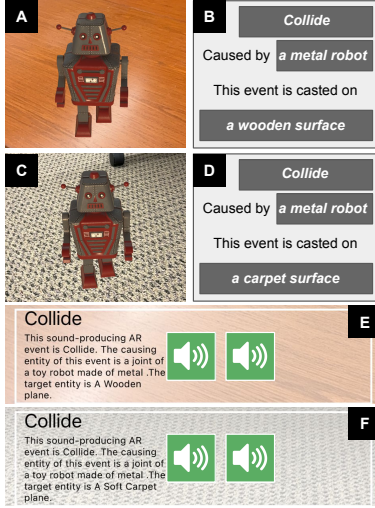 A
B
Collide
Caused by a metal robot
This event is casted on
a wooden surface
C
D
Collide
Caused by a metal robot
This event is casted on
a carpet surface
E
Collide
This sound-producing AR
event is Collide. The causing
entity of this event is a joint of
a toy robot made of metal .The
target entity is A Wooden
plane.
F
Collide
This sound-producing AR
event is Collide. The causing
entity of this event is a joint of
a toy robot made of metal .The
target entity is A Soft Carpet
plane.